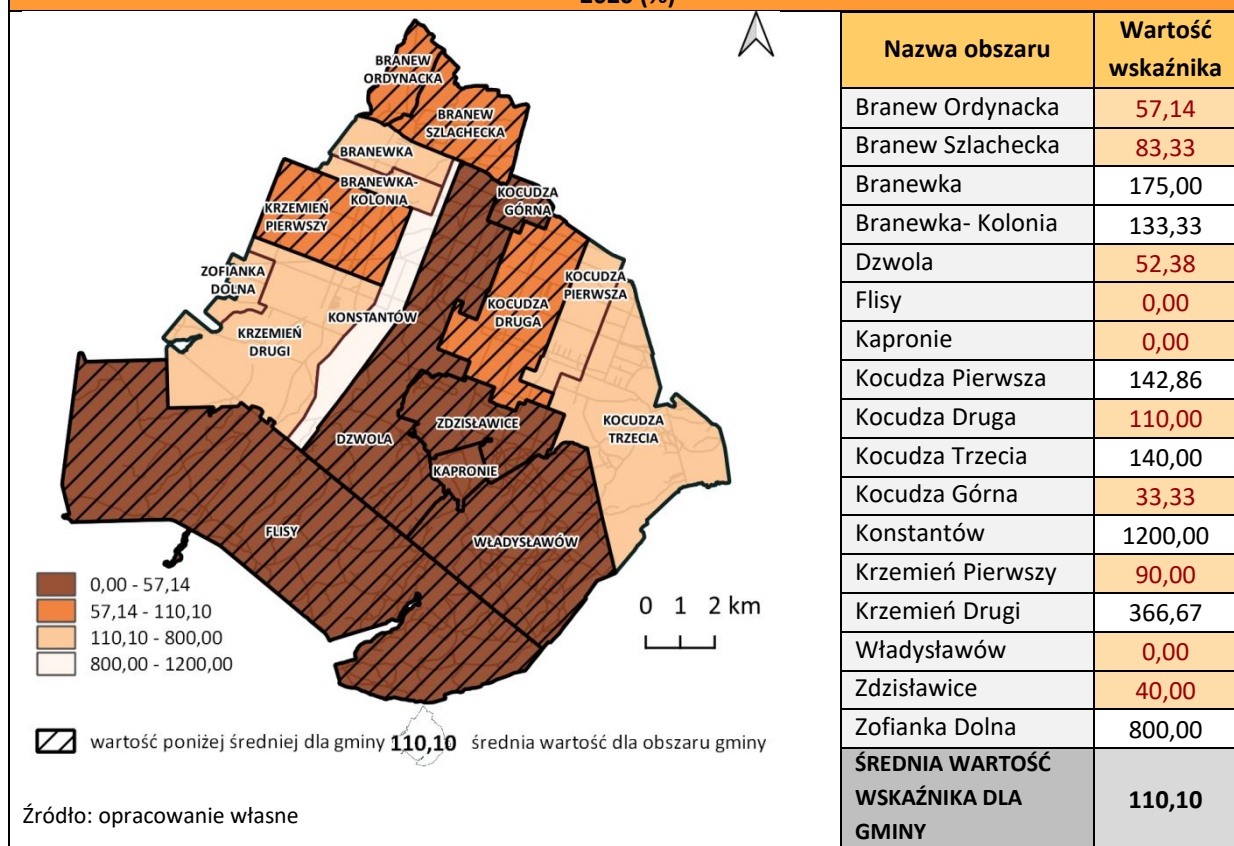 2020 (%)
BRANEW
ORDYNACKA
BRANEW
SZLACHECKA
BRANEWKA
BRANEWKA-
KOLONIA
KOCUDZA
GÓRNA
KRZEMIEŃ
PIERWSZY
ZOFIANKA
DOLNA
KOCUDZA
PIERWSZA
KONSTANTÓW
KOCUDZA
DRUGA
KRZEMIEŃ
DRUGI
ZDZISŁAWICE
KOCUDZA
TRZECIA
DZWOLA
KAPRONIE
FLISY
WŁADYSŁAWÓW
0,00 - 57,14
57,14 - 110,10
110,10 - 800,00
800,00 - 1200,00
0 1 2 km
wartość poniżej średniej dla gminy 110,10 średnia wartość dla obszaru gminy
Źródło: opracowanie własne
Nazwa obszaru Wartość
wskaźnika
Branew Ordynacka 57,14
Branew Szlachecka 83,33
Branewka 175,00
Branewka- Kolonia 133,33
Dzwola 52,38
Flisy 0,00
Kapronie 0,00
Kocudza Pierwsza 142,86
Kocudza Druga 110,00
Kocudza Trzecia 140,00
Kocudza Górna 33,33
Konstantów 1200,00
Krzemień Pierwszy 90,00
Krzemień Drugi 366,67
Władysławów 0,00
Zdzisławice 40,00
Zofianka Dolna 800,00
ŚREDNIA WARTOŚĆ
WSKAŹNIKA DLA 110,10
GMINY